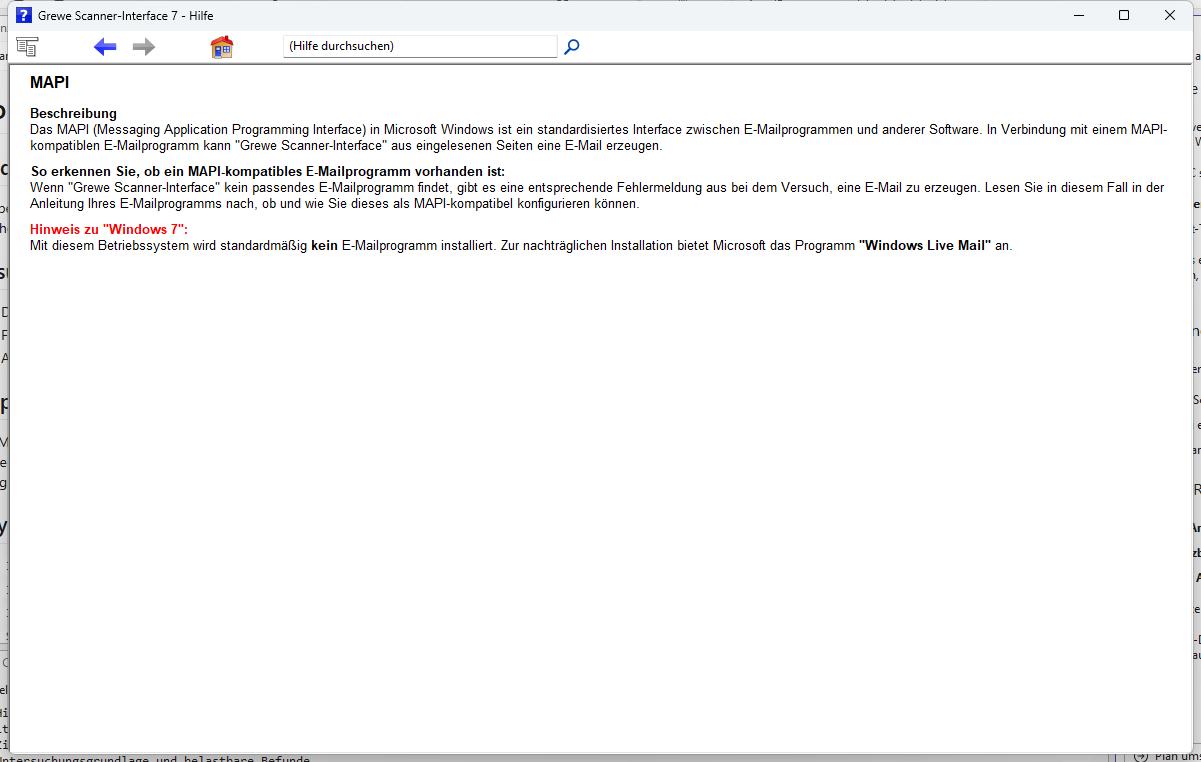 Grewe Scanner-Interface 7 - Hilfe
(Hilfe durchsuchen)
MAPI
Beschreibung
Das MAPI (Messaging Application Programming Interface) in Microsoft Windows ist ein standardisiertes Interface zwischen E-Mailprogrammen und anderer Software. In Verbindung mit einem MAPI-
kompatiblen E-Mailprogramm kann "Grewe Scanner-Interface" aus eingelesenen Seiten eine E-Mail erzeugen.
So erkennen Sie, ob ein MAPI-kompatibles E-Mailprogramm vorhanden ist:
Wenn "Grewe Scanner-Interface" kein passendes E-Mailprogramm findet, gibt es eine entsprechende Fehlermeldung aus bei dem Versuch, eine E-Mail zu erzeugen. Lesen Sie in diesem Fall in der
Anleitung Ihres E-Mailprogramms nach, ob und wie Sie dieses als MAPI-kompatibel konfigurieren können.
Hinweis zu "Windows 7":
Mit diesem Betriebssystem wird standardmäßig kein E-Mailprogramm installiert. Zur nachträglichen Installation bietet Microsoft das Programm "Windows Live Mail" an.